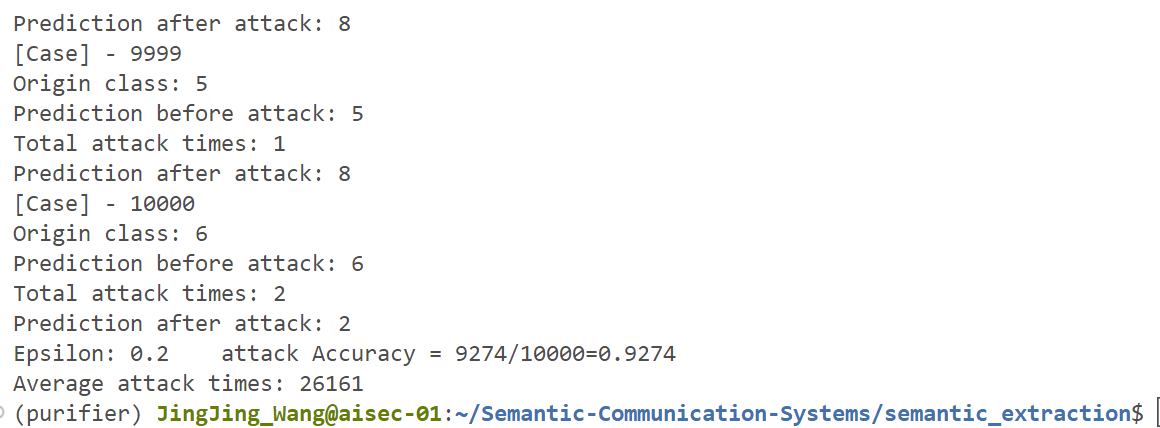 Prediction after attack: 8
[Case] - 9999
Origin class: 5
Prediction before attack: 5
Total attack times: 1
Prediction after attack: 8
[Case] - 10000
Origin class: 6
Prediction before attack: 6
Total attack times: 2
Prediction after attack: 2
Epsilon: 0.2    attack Accuracy = 9274/10000=0.9274
Average attack times: 26161
(purifier) JingJing_Wang@aisec-01:~/Semantic-Communication-Systems/semantic_extraction$